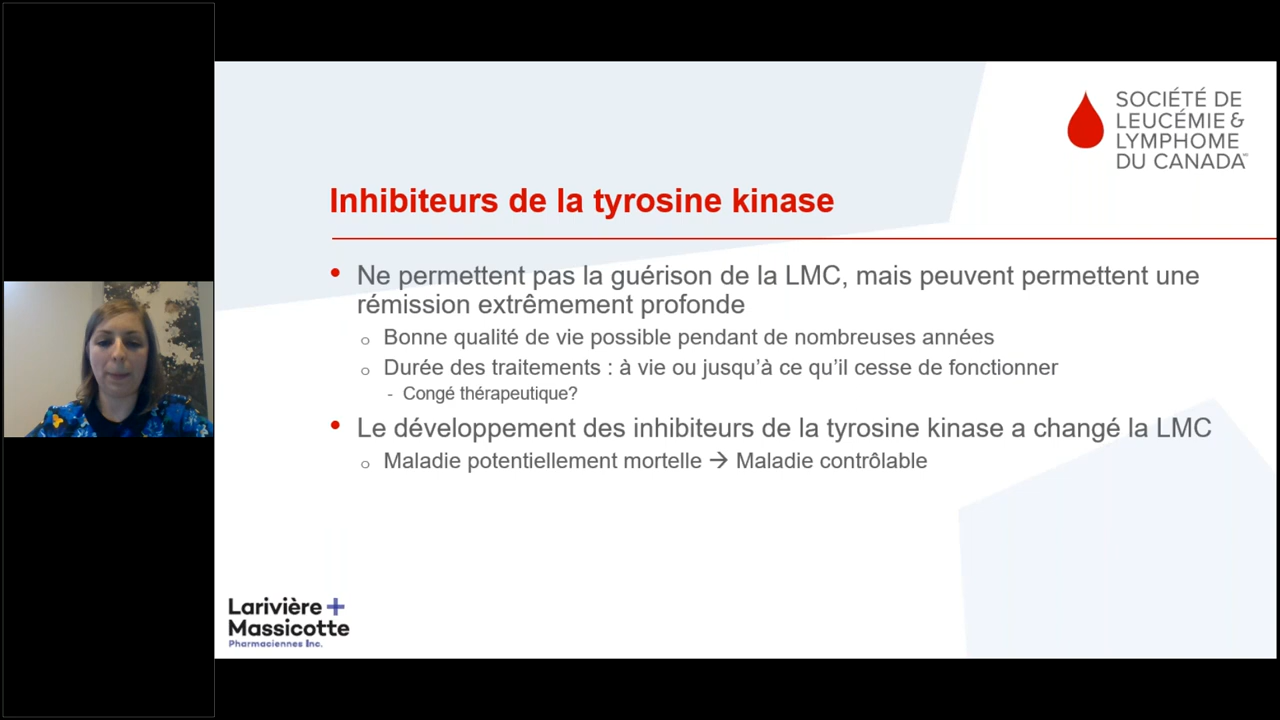 SOCIÉTÉ DE
LEUCÉMIE &
LYMPHOME
DU CANADA
Inhibiteurs de la tyrosine kinase
• Ne permettent pas la guérison de la LMC, mais peuvent permettent une
rémission extrêmement profonde
o Bonne qualité de vie possible pendant de nombreuses années
o Durée des traitements : à vie ou jusqu’à ce qu’il cesse de fonctionner
- Congé thérapeutique?
• Le développement des inhibiteurs de la tyrosine kinase a changé la LMC
o Maladie potentiellement mortelle → Maladie contrôlable
Larivière +
Massicotte
Pharmaciennes Inc.